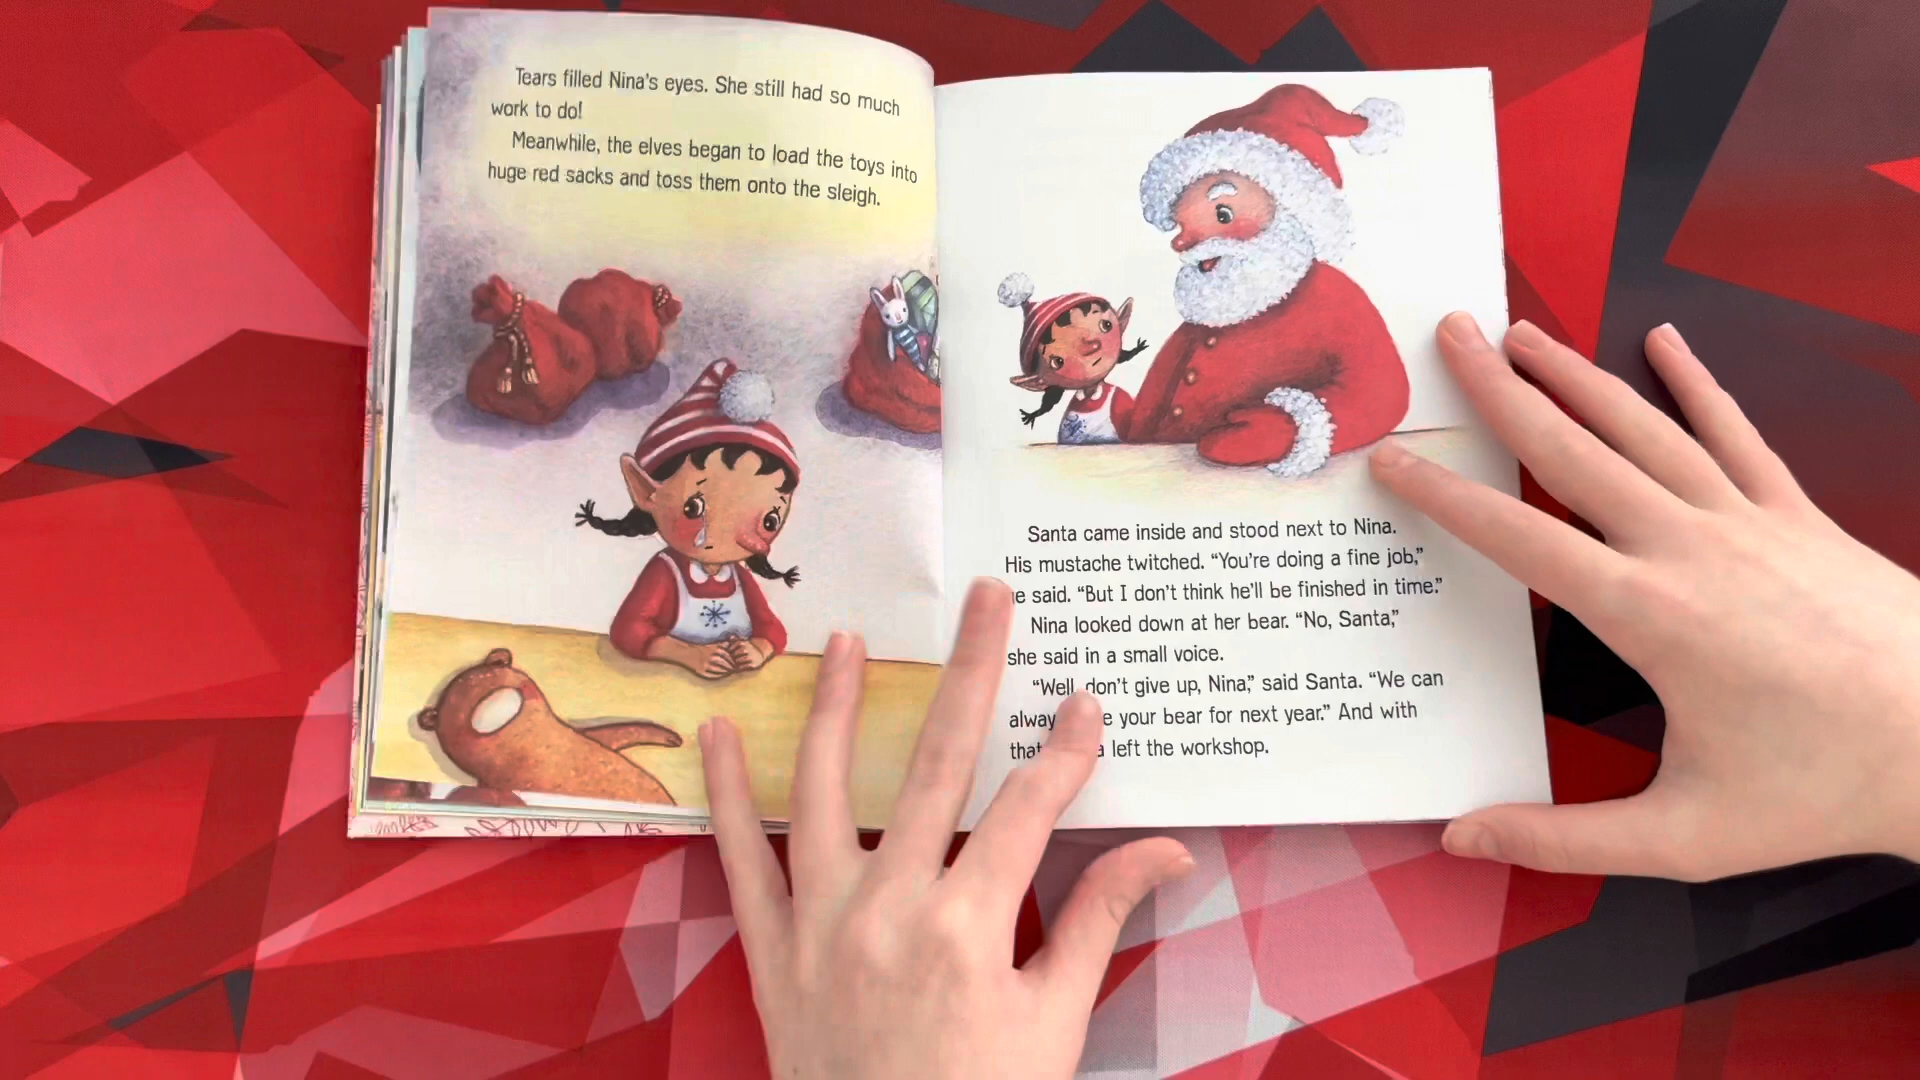 Tears filled Nina's eyes. She still had so much
work to do!
Meanwhile, the elves began to load the toys into
huge red sacks and toss them onto the sleigh.
Santa came inside and stood next to Nina.
His mustache twitched. “You're doing a fine job,”
said. “But I don't think he'll be finished in time.”
Nina looked down at her bear. “No, Santa,”
she said in a small voice.
“Well, don't give up, Nina,” said Santa. “We can
your bear for next year.” And with
left the workshop.